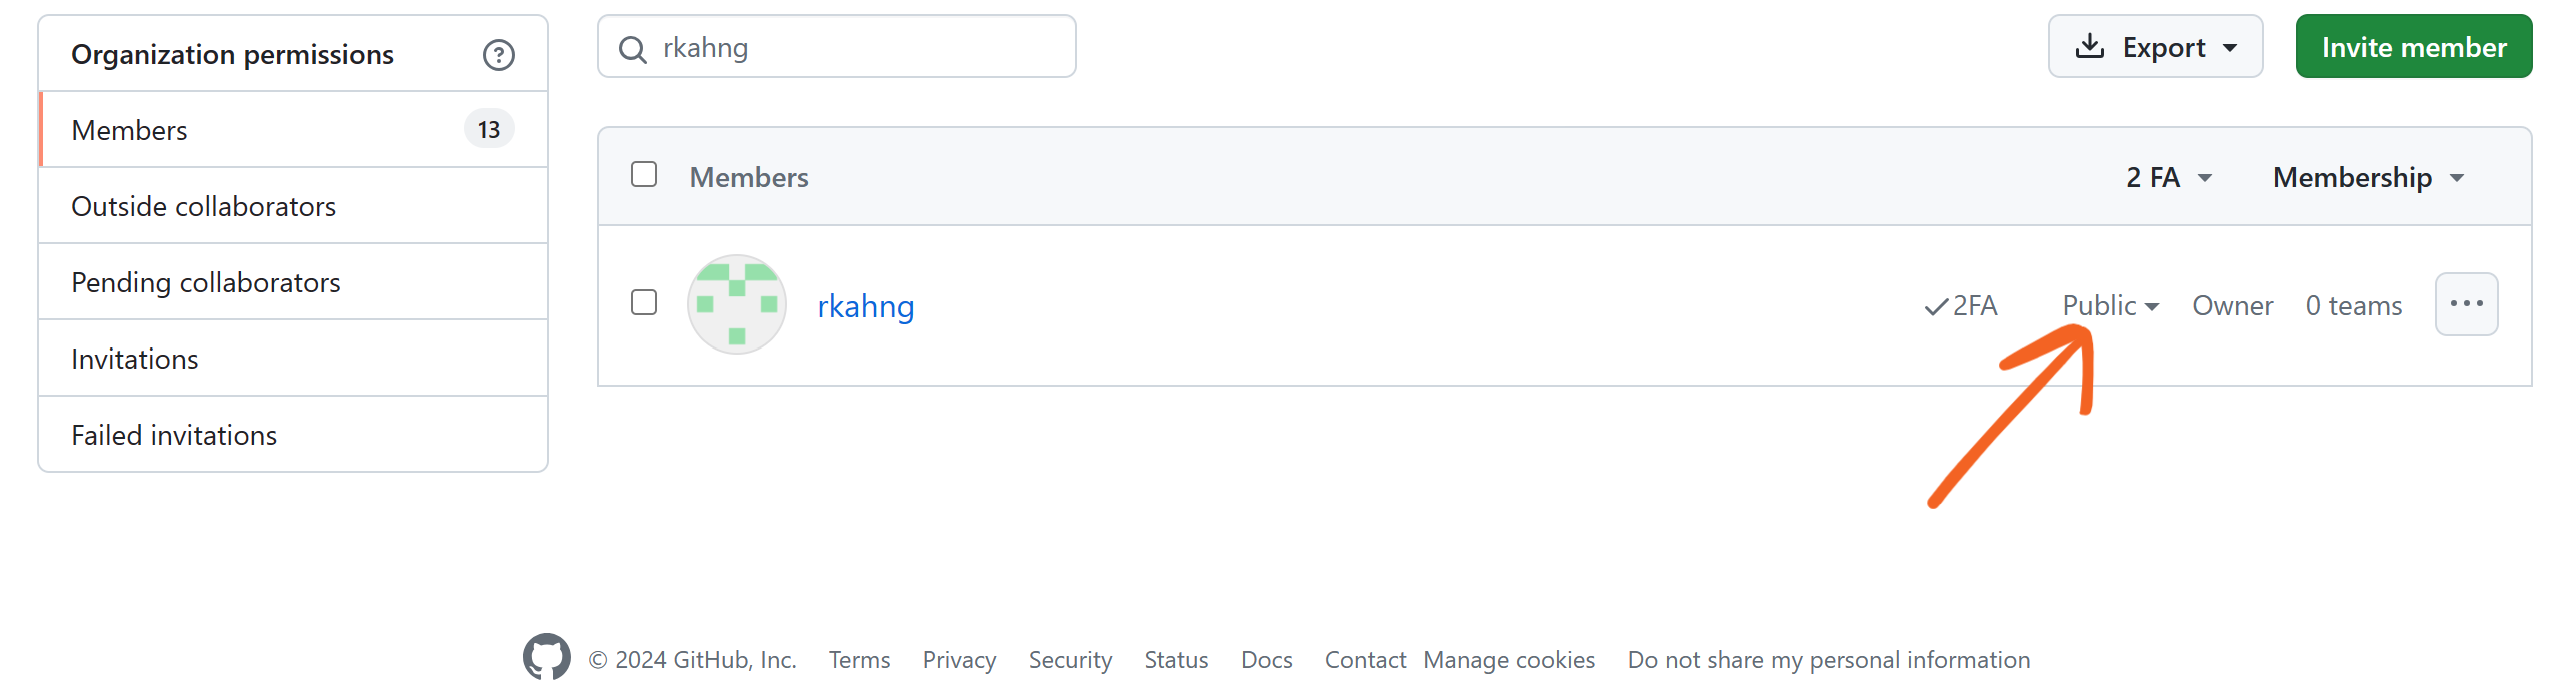 Organization permissions
Members 13
Outside collaborators
Pending collaborators
Invitations
Failed invitations
rkahng
Export
Invite member
Members
2 FA
Membership
rkahng
2FA
Public
Owner
0 teams
© 2024 GitHub, Inc.
Terms
Privacy
Security
Status
Docs
Contact
Manage cookies
Do not share my personal information